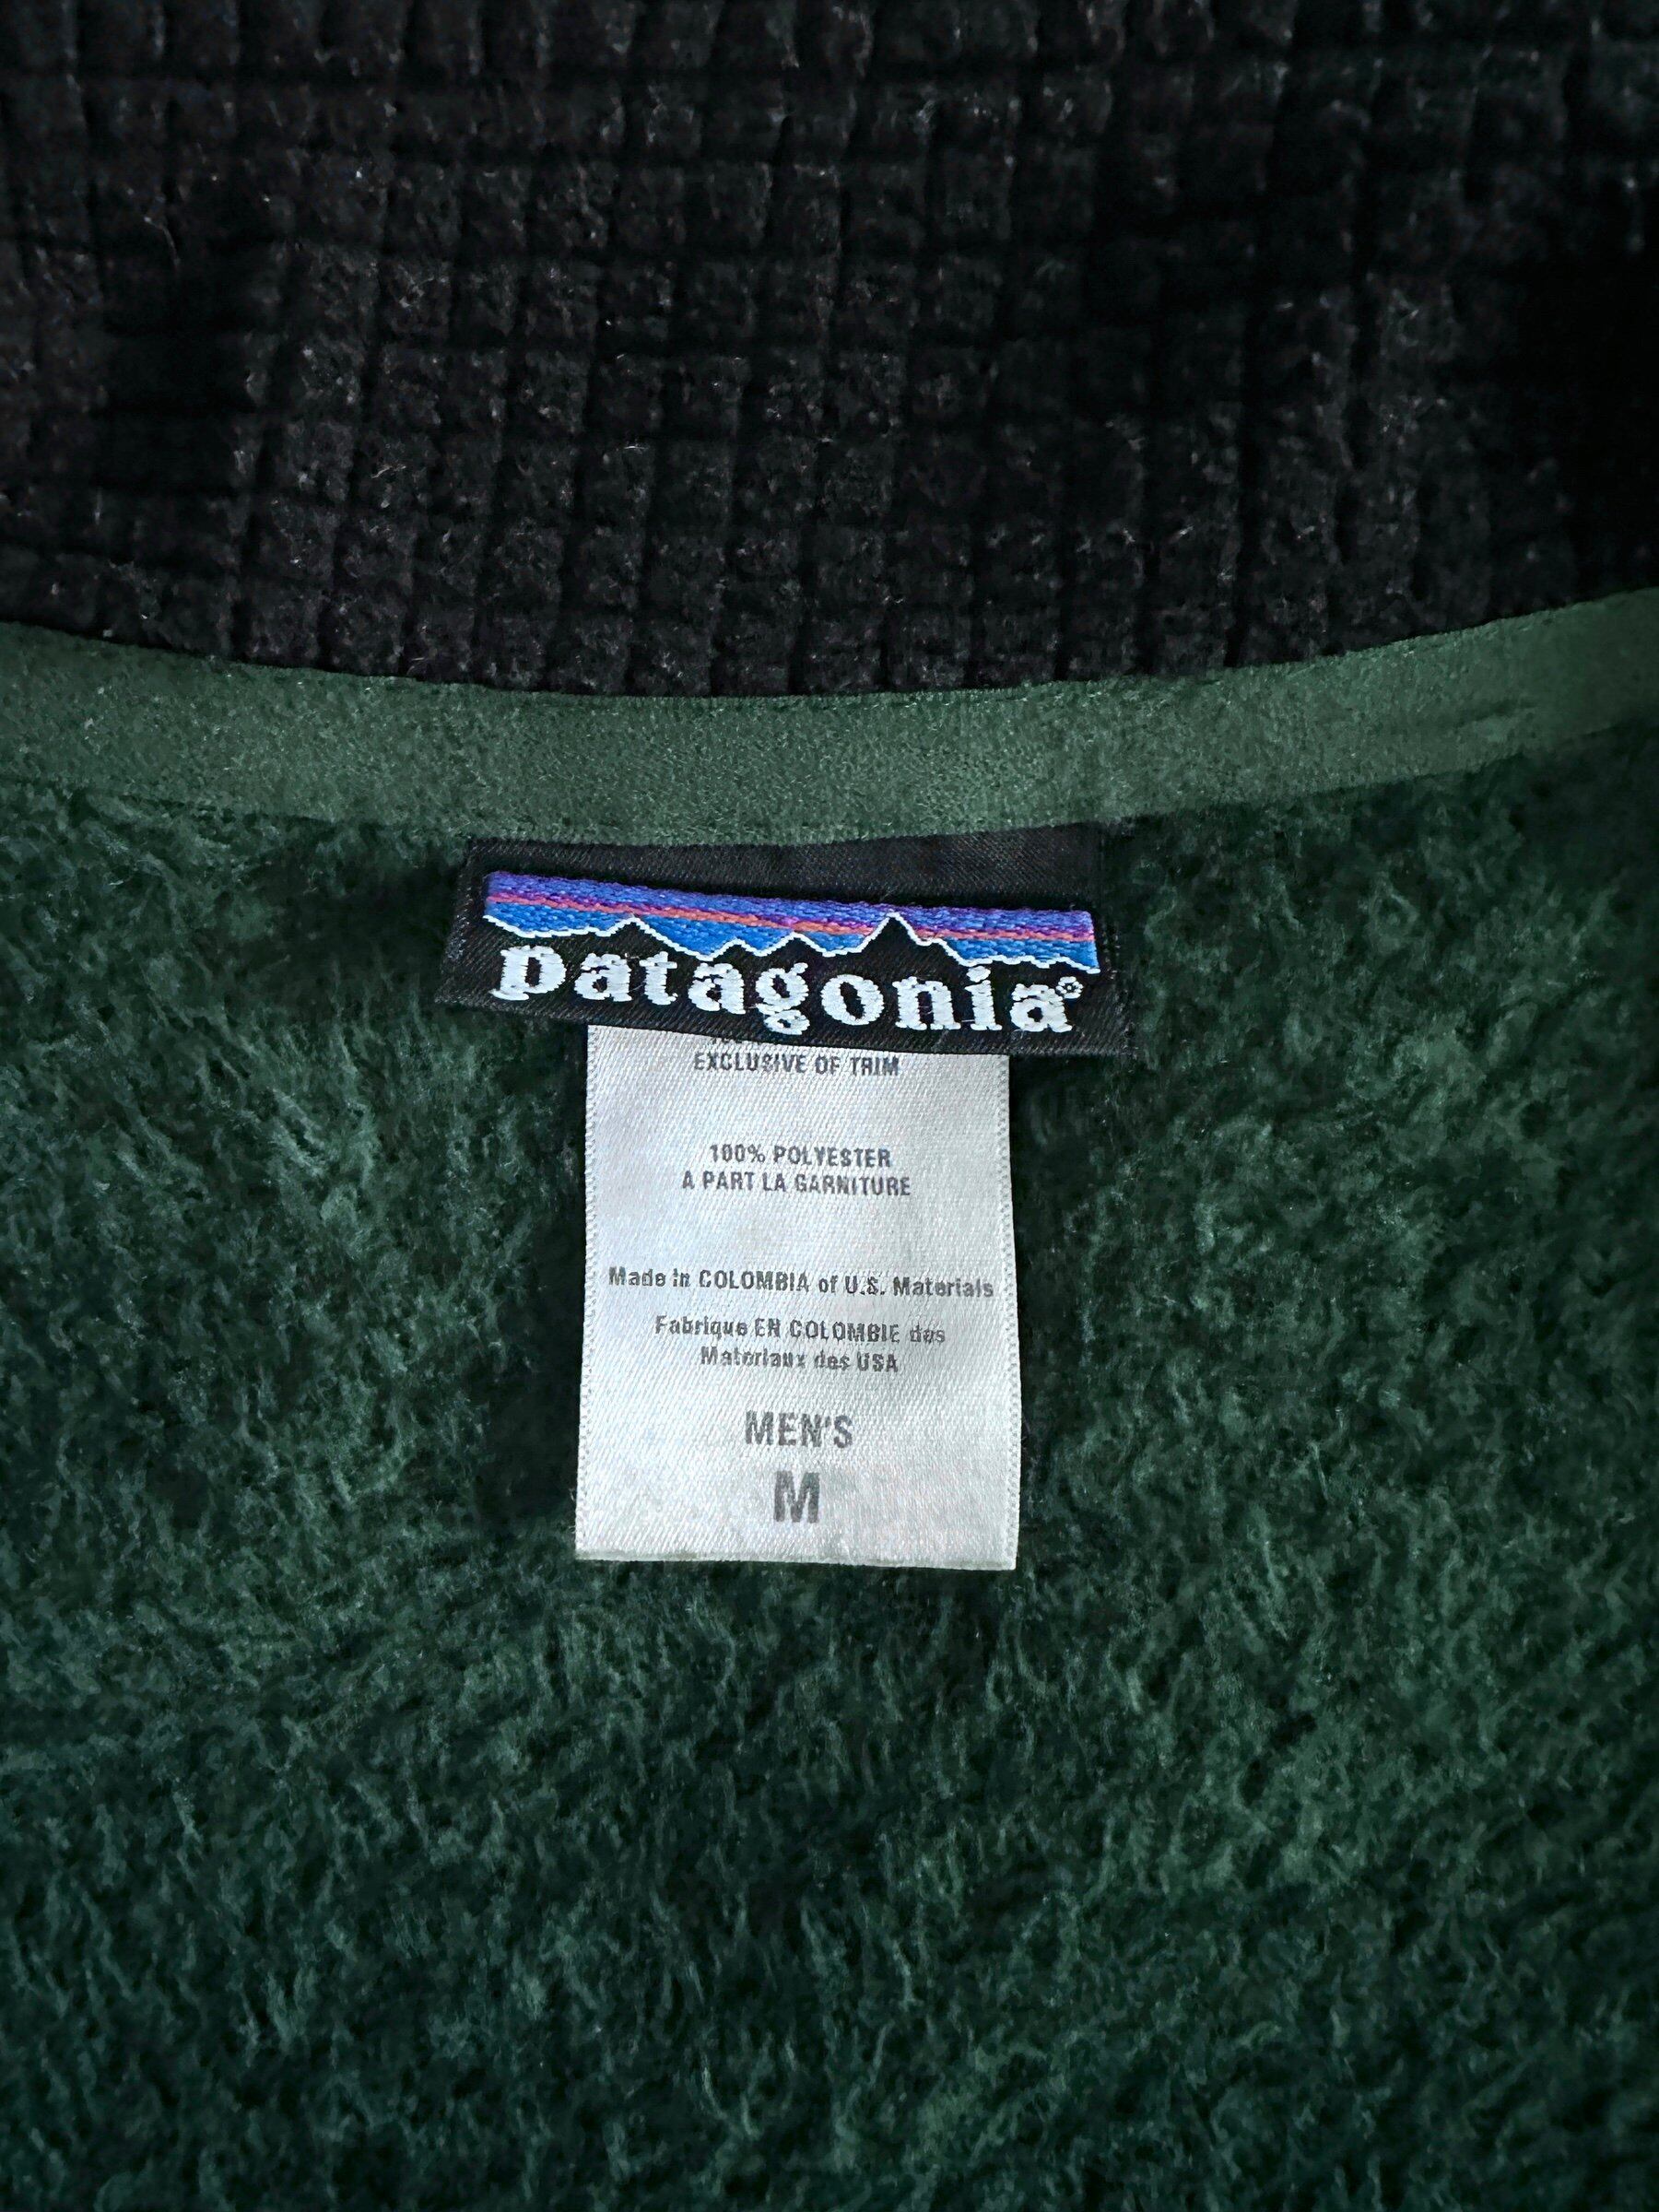 patagonia®
EXCLUSIVE OF TRIM
100% POLYESTER
A PART LA GARNITURE
Made in COLOMBIA of U.S. Materials
Fabrique EN COLOMBIE des
Materiaux des USA
MEN'S
M